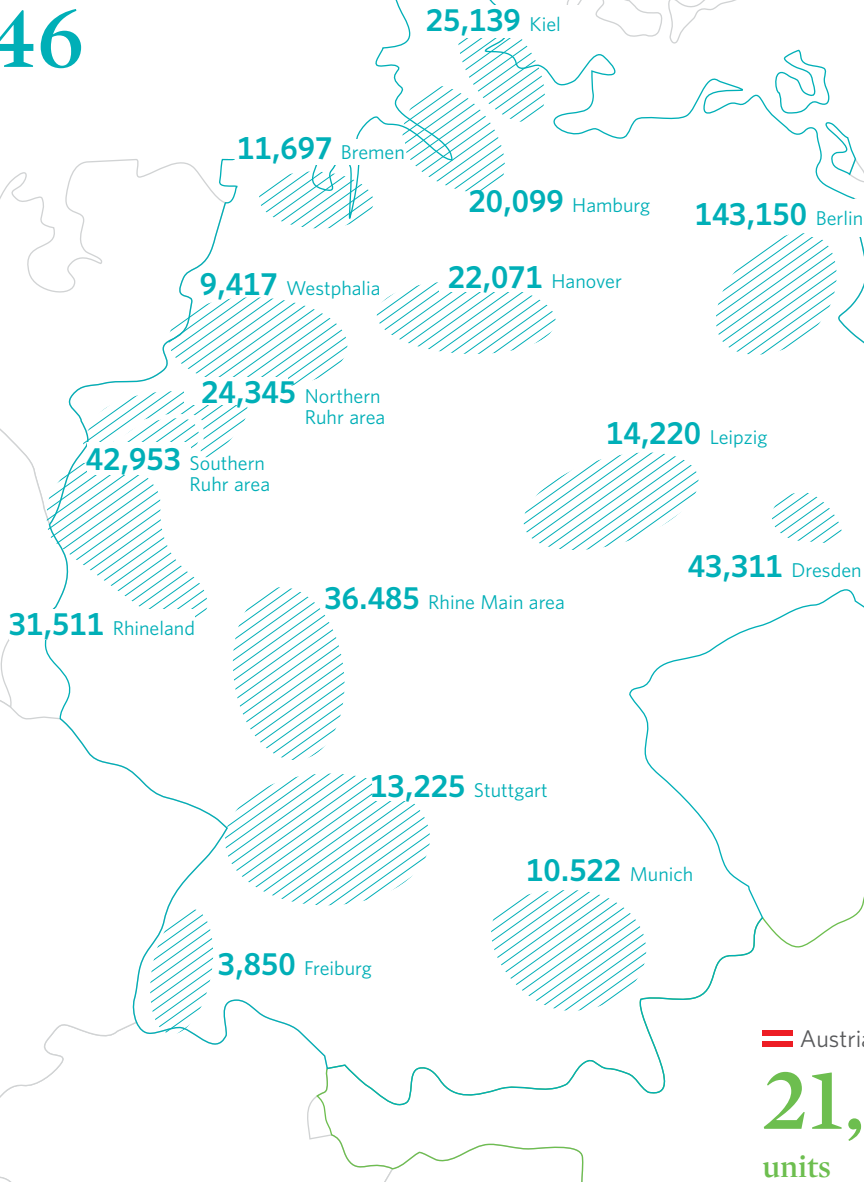 46
25,139 Kiel
11,697 Bremen
20,099 Hamburg
143,150 Berlin
9,417 Westphalia
22,071 Hanover
24,345 Northern
Ruhr area
14,220 Leipzig
42,953 Southern
Ruhr area
43,311 Dresden
36.485 Rhine Main area
31,511 Rhineland
13,225 Stuttgart
10.522 Munich
3,850 Freiburg
Austria
21,
units